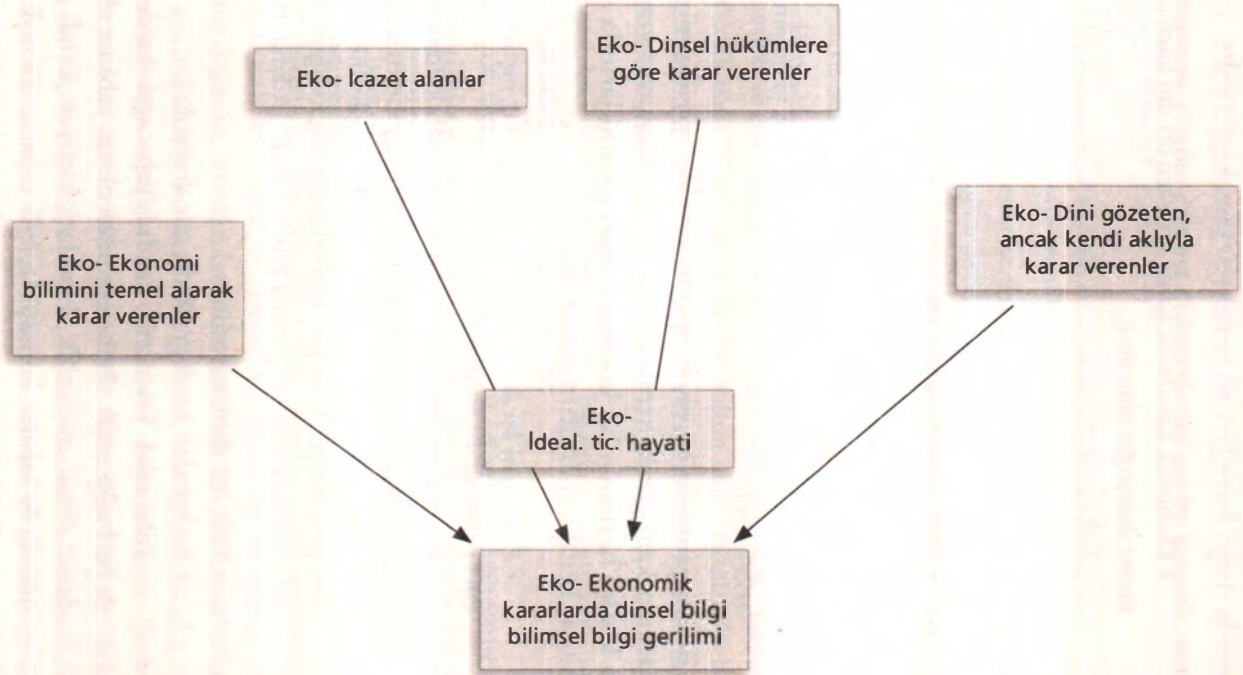 Eko- İcazet alanlar
Eko- Dinsel hükümlere
göre karar verenler
Eko- Ekonomi
bilimini temel alarak
karar verenler
Eko- Dini gözeten,
ancak kendi aklıyla
karar verenler
Eko-
İdeal. tic. hayati
Eko- Ekonomik
kararlarda dinsel bilgi
bilimsel bilgi gerilimi